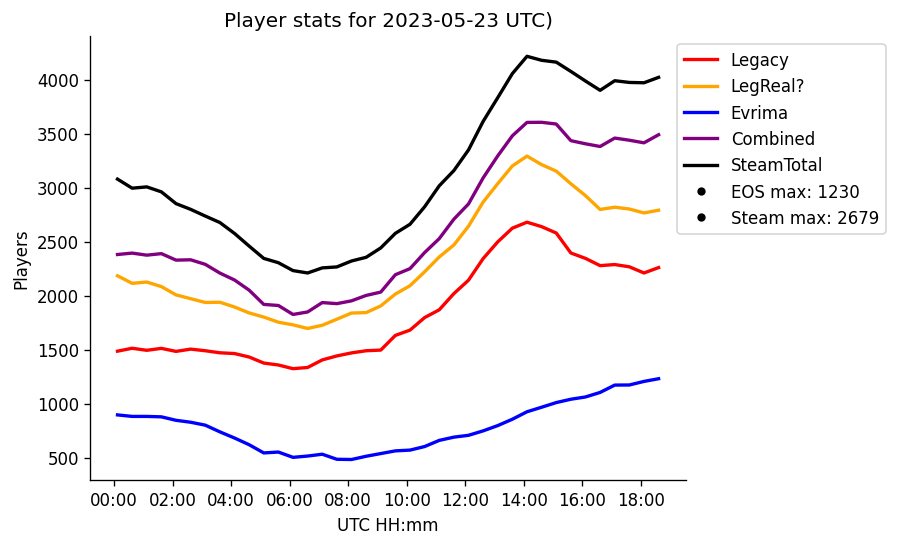 Player stats for 2023-05-23 UTC)
Players
4000
3500
3000
2500
2000
1500
1000
500
00:00 02:00 04:00 06:00 08:00 10:00 12:00 14:00 16:00 18:00
UTC HH:mm
Legacy
LegReal?
Evrima
Combined
SteamTotal
EOS max: 1230
Steam max: 2679